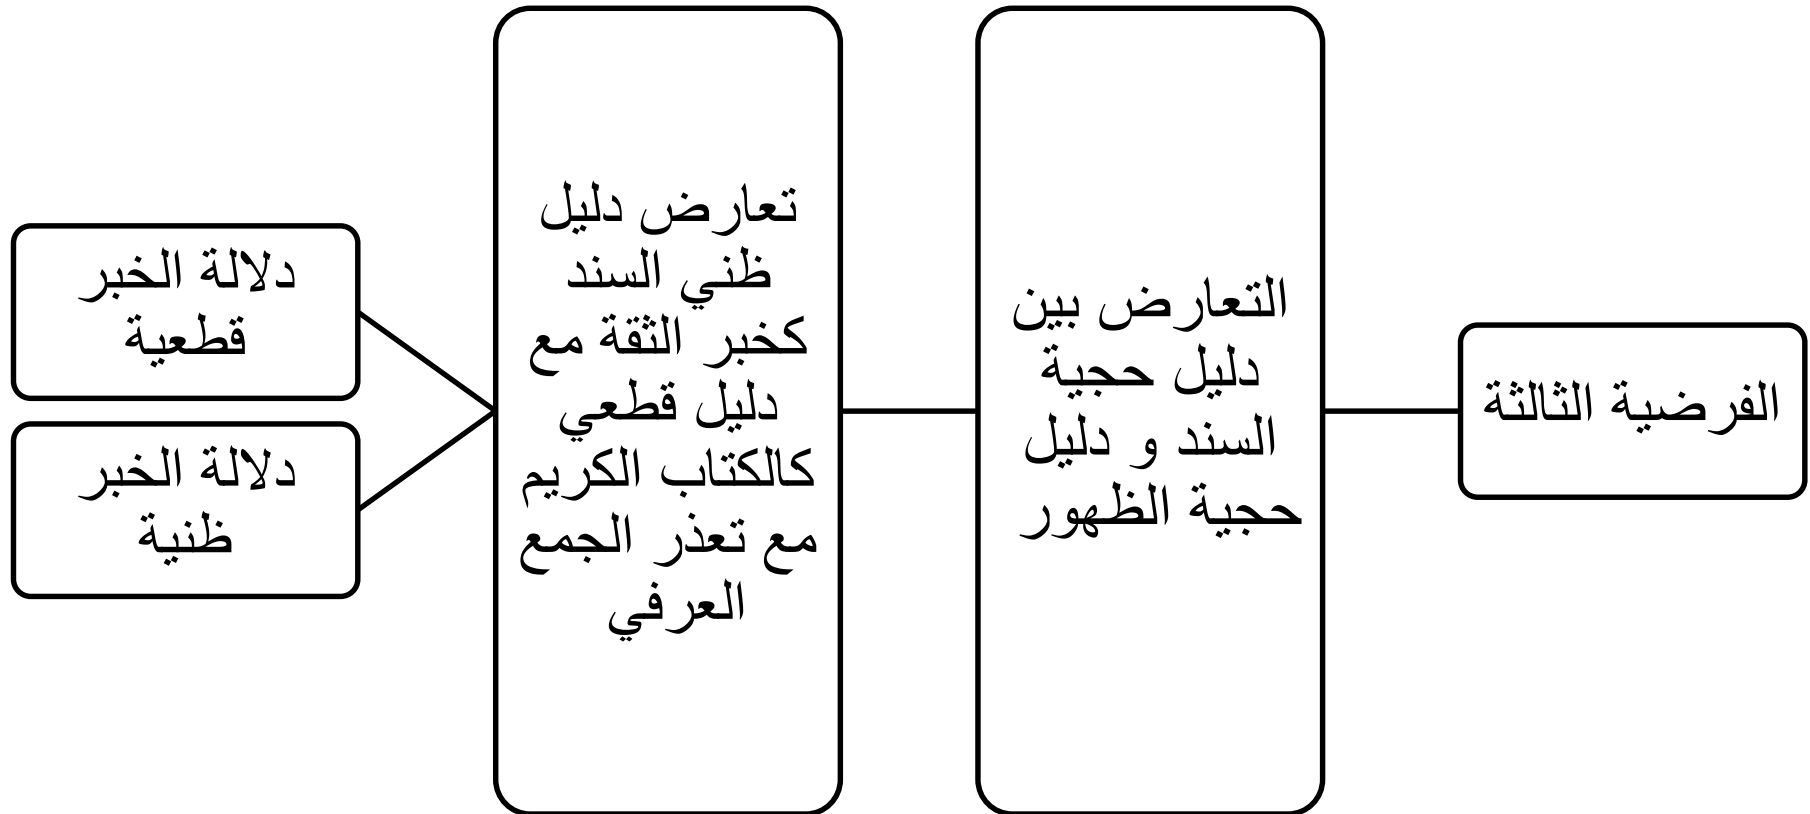 الفرضية الثالثة
التعارض بين
دليل حجية
السند و دليل
حجية الظهور
تعارض دليل
ظني السند
كخبر الثقة مع
دليل قطعي
كالكتاب الكريم
مع تعذر الجمع
العرفي
دلالة الخبر
قطعية
دلالة الخبر
ظنية